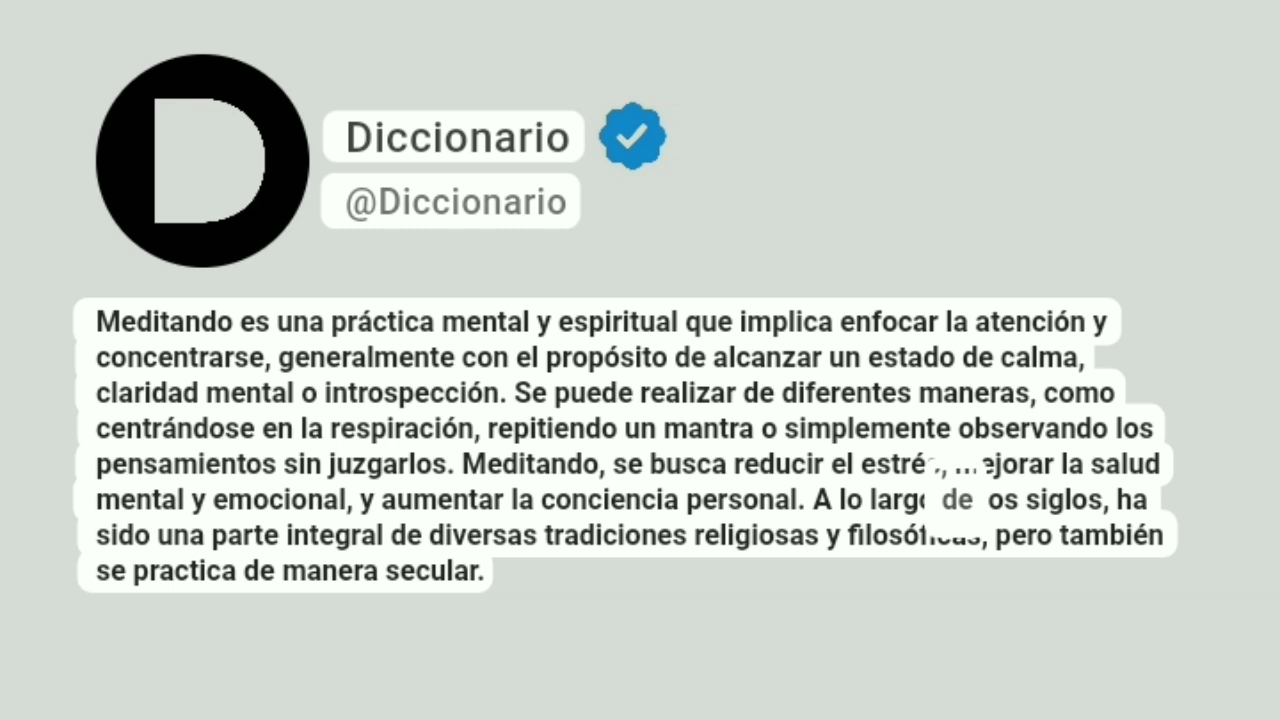 D
Diccionario
@Diccionario
Meditando es una práctica mental y espiritual que implica enfocar la atención y
concentrarse, generalmente con el propósito de alcanzar un estado de calma,
claridad mental o introspección. Se puede realizar de diferentes maneras, como
centrándose en la respiración, repitiendo un mantra o simplemente observando los
pensamientos sin juzgarlos. Meditando, se busca reducir el la salud
mental y emocional, y aumentar la conciencia personal. A lo de siglos, ha
sido una parte integral de diversas tradiciones religiosas y pero también
se practica de manera secular.